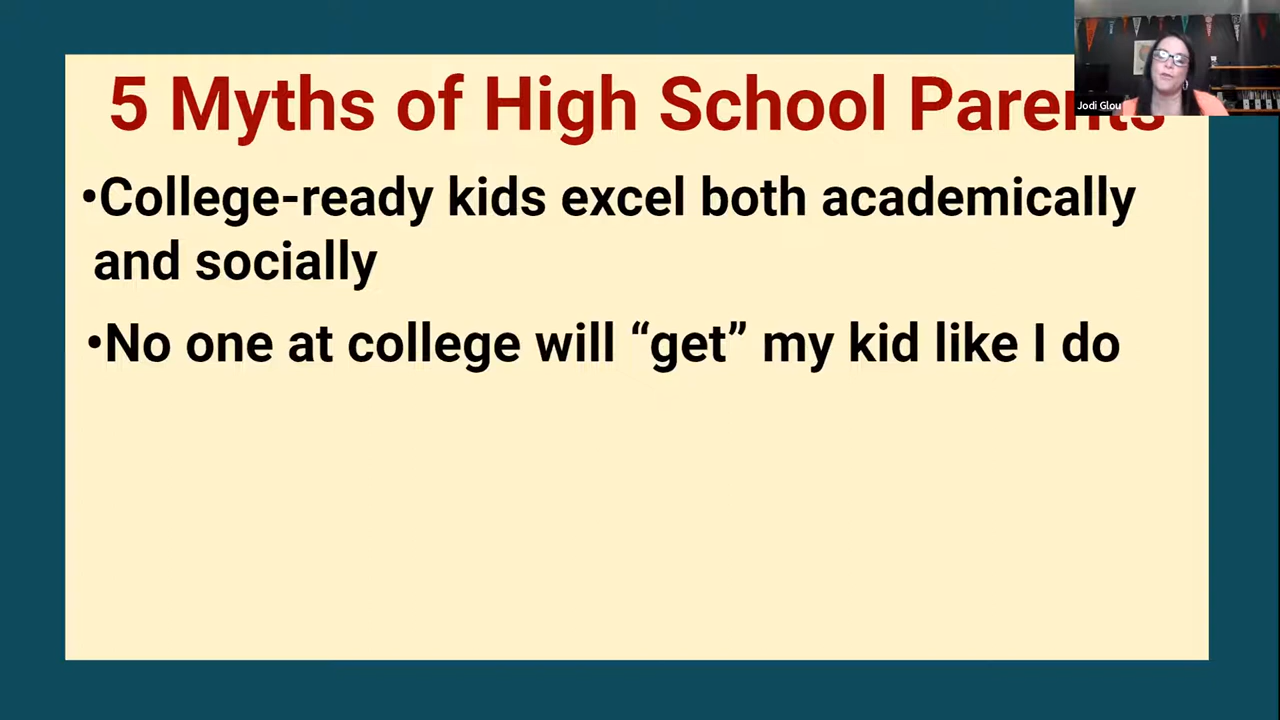 5 Myths of High School Parents
Jodi Glou
•College-ready kids excel both academically
and socially
•No one at college will “get” my kid like I do